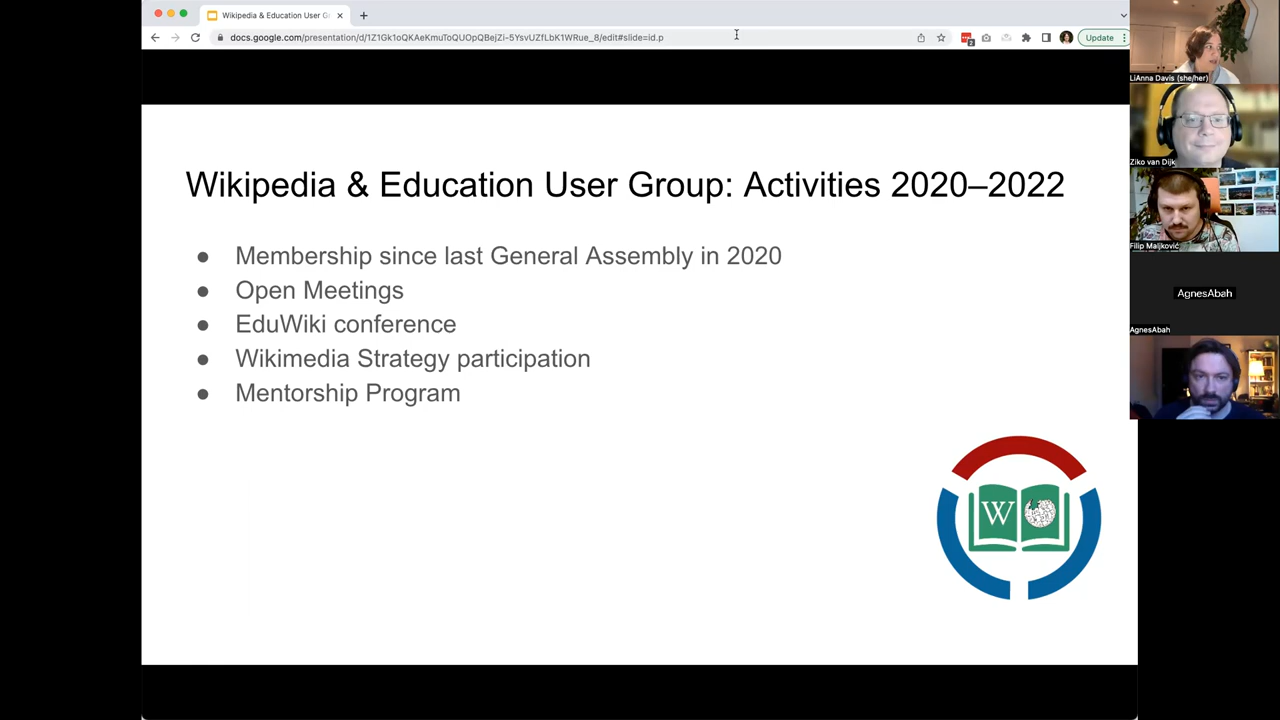 Wikipedia & Education User Gr
docs.google.com/presentation/d/1Z1Gk1oQKAeKmuToQUOpQBejZi-5YsvUZfLbK1WRue_8/edit#slide=id.p
2
Update
Wikipedia & Education User Group: Activities 2020–2022
● Membership since last General Assembly in 2020
● Open Meetings
● EduWiki conference
● Wikimedia Strategy participation
● Mentorship Program
W
LiAnna Davis (she/her)
Ziko van Dijk
Filip Maljković
AgnesAbah
AgnesAbah